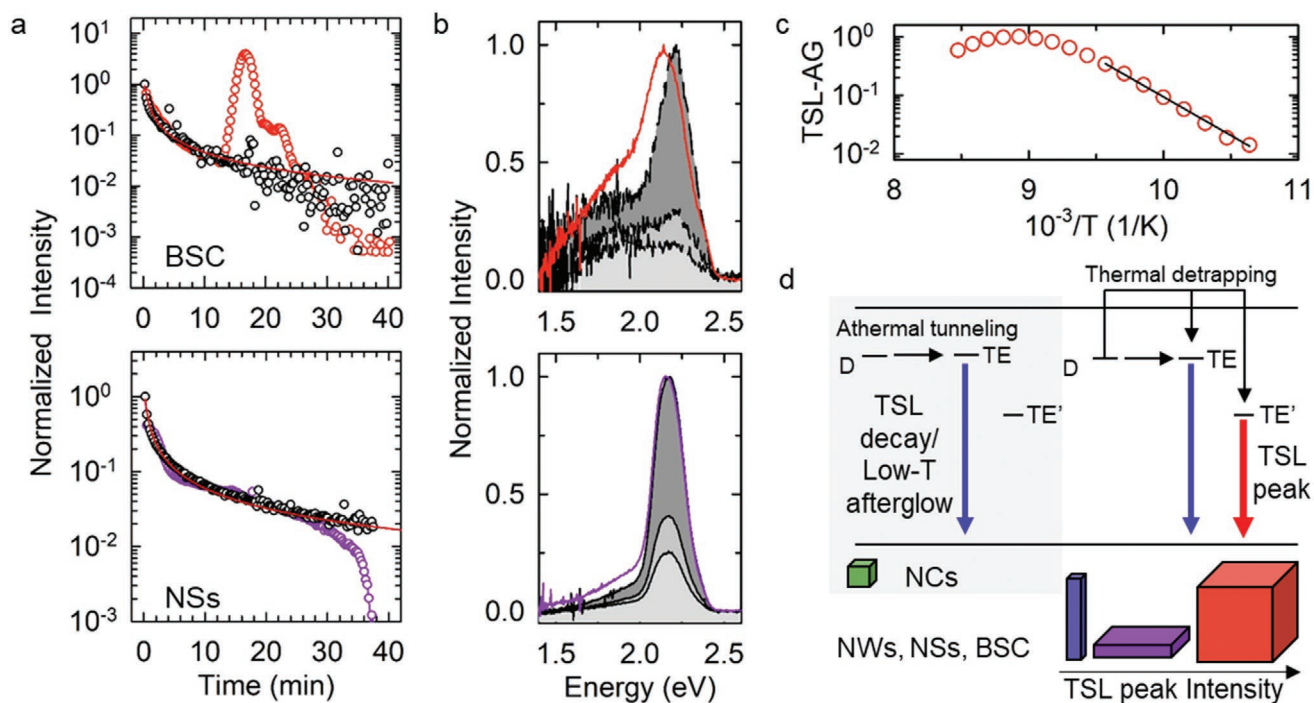 a
Normalized Intensity
10¹
10⁰
10⁻¹
10⁻²
10⁻³
10⁻⁴
BSC
0 10 20 30 40
10⁰
10⁻¹
10⁻²
10⁻³
NSs
0 20 40
Time (min)
b
Normalized Intensity
1.0
0.5
0.0
1.5 2.0 2.5
1.0
0.5
0.0
1.5 2.0 2.5
Energy (eV)
c
TSL-AG
10⁰
10⁻¹
10⁻²
8 9 10 11
10⁻³/T (1/K)
d
Thermal detrapping
Athermal tunneling
D TE
D TE
TE'
TE'
TSL
decay/
Low-T
afterglow
TSL
peak
NCs
NWs, NSs, BSC
TSL peak Intensity